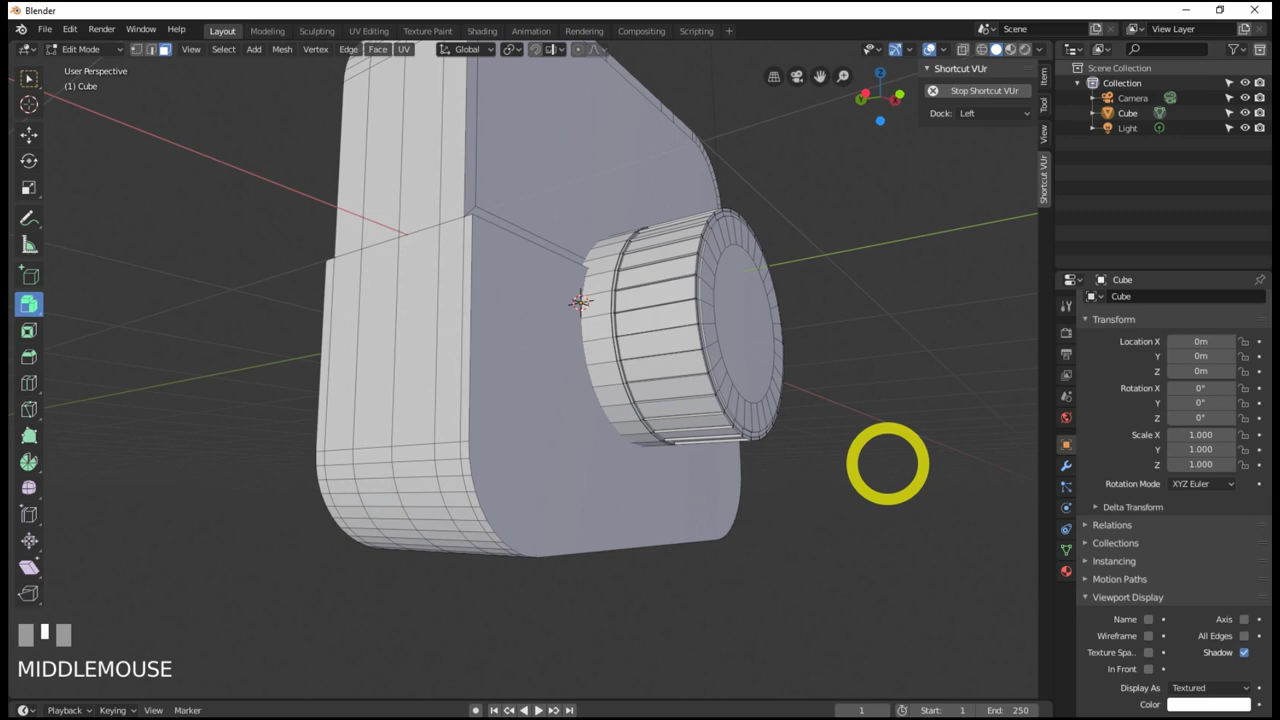 Blender
File Edit Render Window Help Layout Modeling Sculpting UV Editing Texture Paint Shading Animation Rendering Compositing Scripting + Scene View Layer
Edit Mode View Select Add Mesh Vertex Edge Face UV Global
User Perspective
(1) Cube
Shortcut VUr
Stop Shortcut VUr
Dock: Left
Item
Tool
View
Shortcut VUr
Z
Y
X
Scene Collection
Collection
Camera
Cube
Light
Cube
Cube
Transform
Location X 0m
Y 0m
Z 0m
Rotation X 0°
Y 0°
Z 0°
Scale X 1.000
Y 1.000
Z 1.000
Rotation Mode XYZ Euler
Delta Transform
Relations
Collections
Instancing
Motion Paths
Viewport Display
Name Axis
Wireframe All Edges
Texture Spa.. Shadow
In Front
Display As Textured
Color
MIDDLEMOUSE
Playback Keying View Marker 1 Start: 1 End: 250